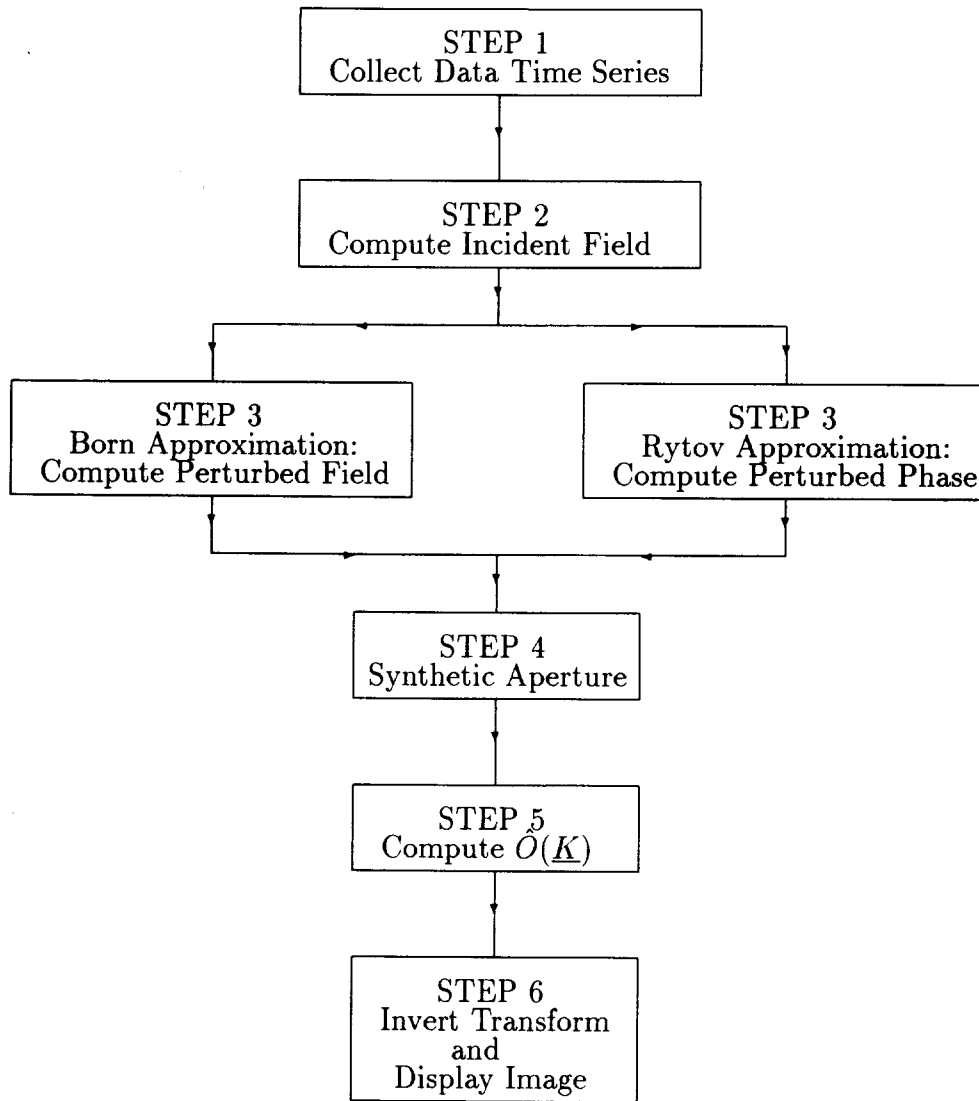 STEP 1
Collect Data Time Series
STEP 2
Compute Incident Field
STEP 3
Born Approximation:
Compute Perturbed Field
STEP 3
Rytov Approximation:
Compute Perturbed Phase
STEP 4
Synthetic Aperture
STEP 5
Compute Ô(K̲)
STEP 6
Invert Transform
and
Display Image